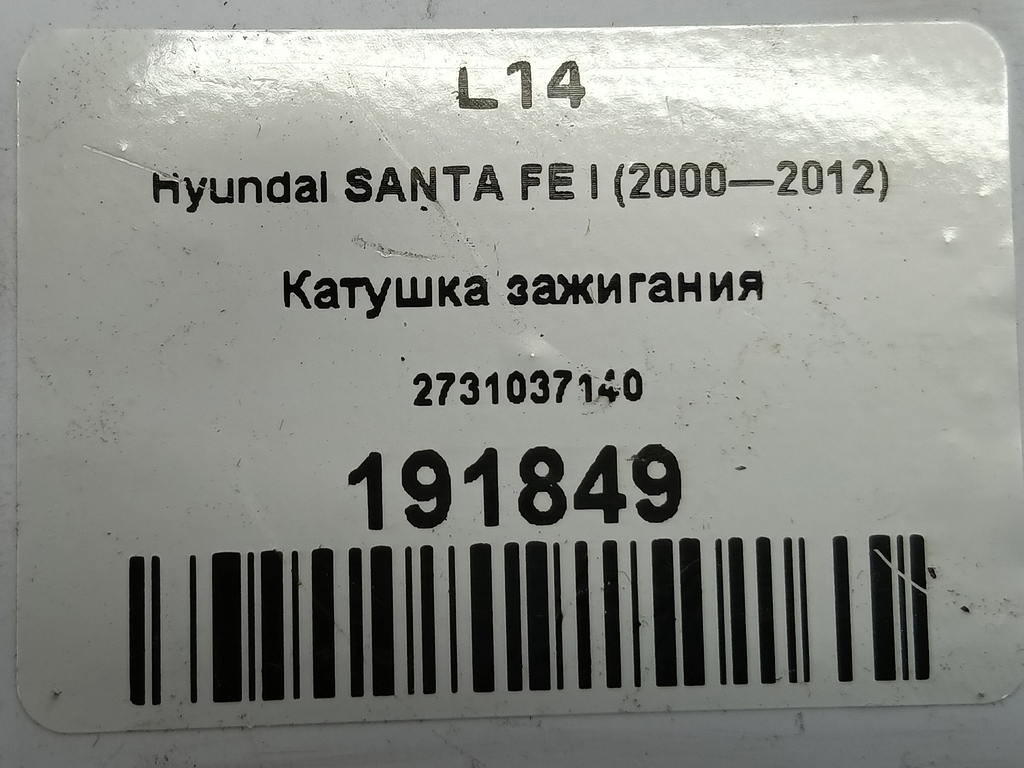 L14
Hyundai SANTA FE I (2000—2012)
Катушка зажигания
2731037140
191849